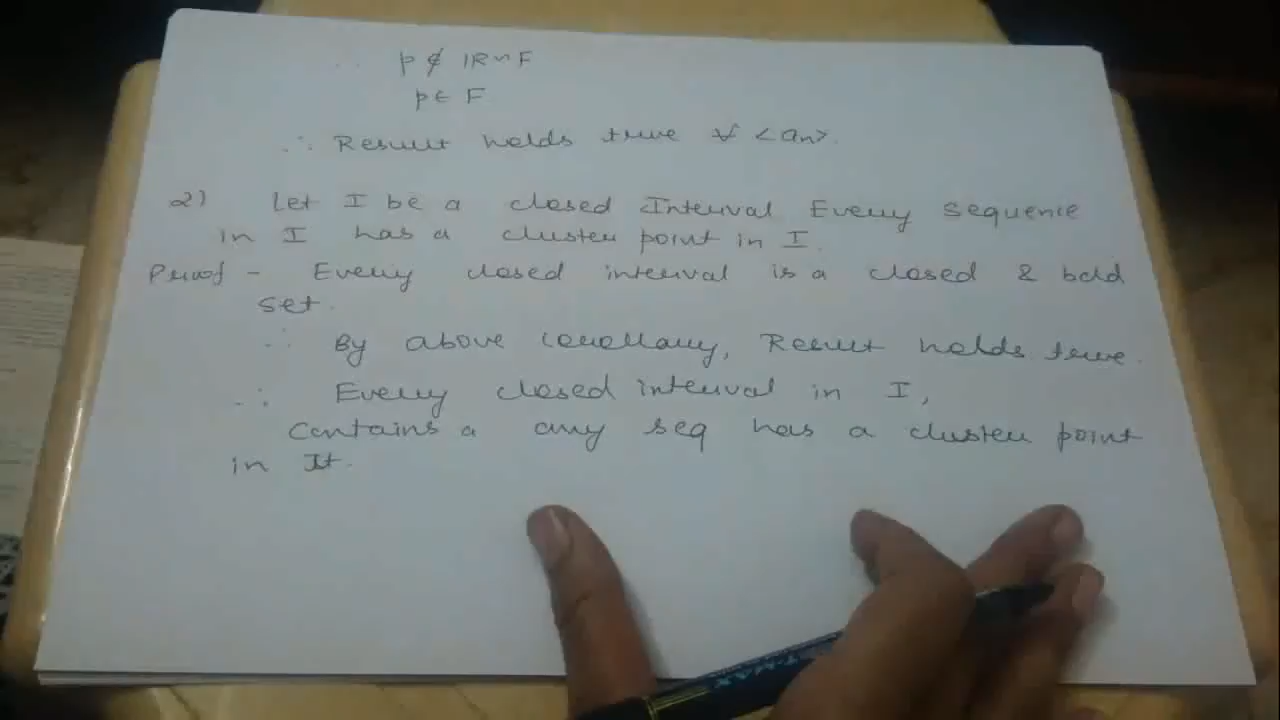 p ∉ IR ~ F
p ∈ F
∴ Result holds true ∀ <an>.
2) Let I be a closed Interval Every sequence
in I has a cluster point in I.
Proof - Every closed interval is a closed & bdd
set.
∴ By above corollary, Result holds true.
∴ Every closed interval in I,
Contains a any seq has a cluster point
in It.